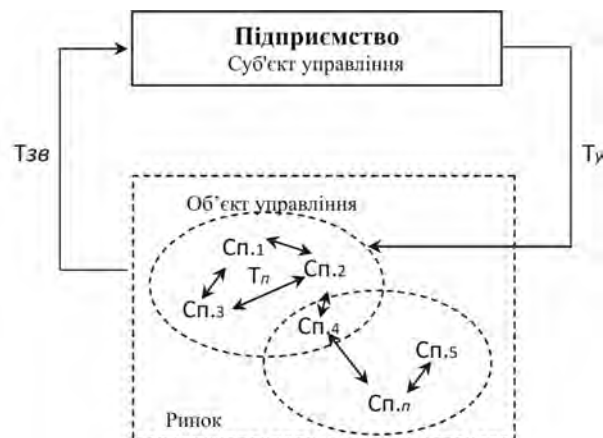 Підприємство
Суб'єкт управління
Тзв
Ту
Об’єкт управління
Сп.1
Тп
Сп.2
Сп.3
Сп.4
Сп.5
Сп.п
Ринок